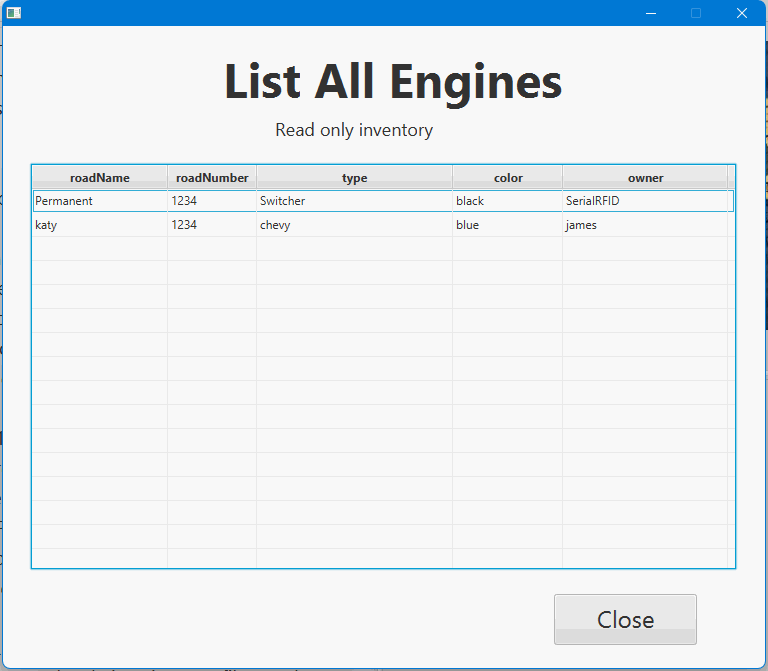 List All Engines
Read only inventory
roadName roadNumber type color owner
Permanent 1234 Switcher black SerialRFID
katy 1234 chevy blue james
Close